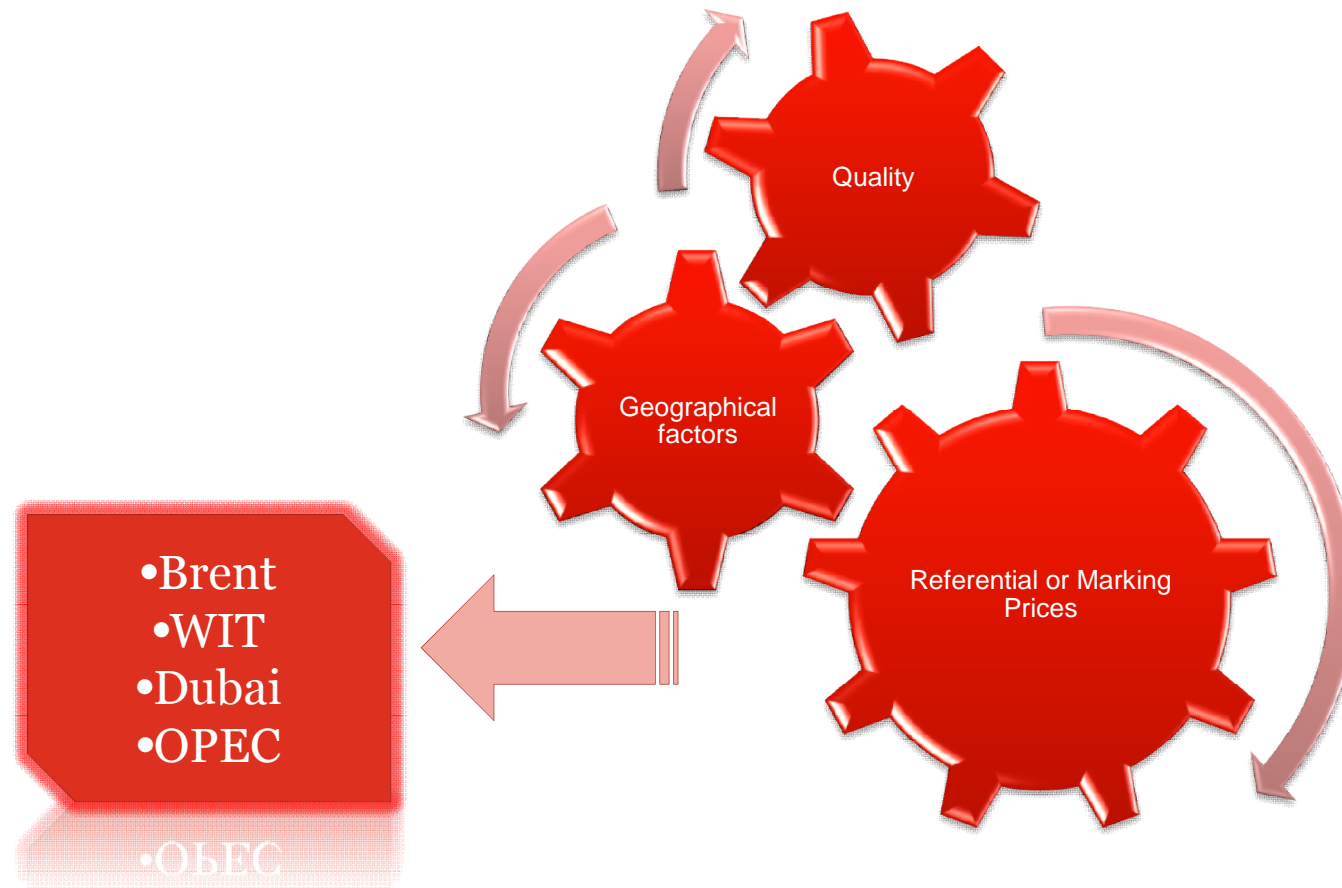 Quality
Geographical
factors
Referential or Marking
Prices
•Brent
•WIT
•Dubai
•OPEC